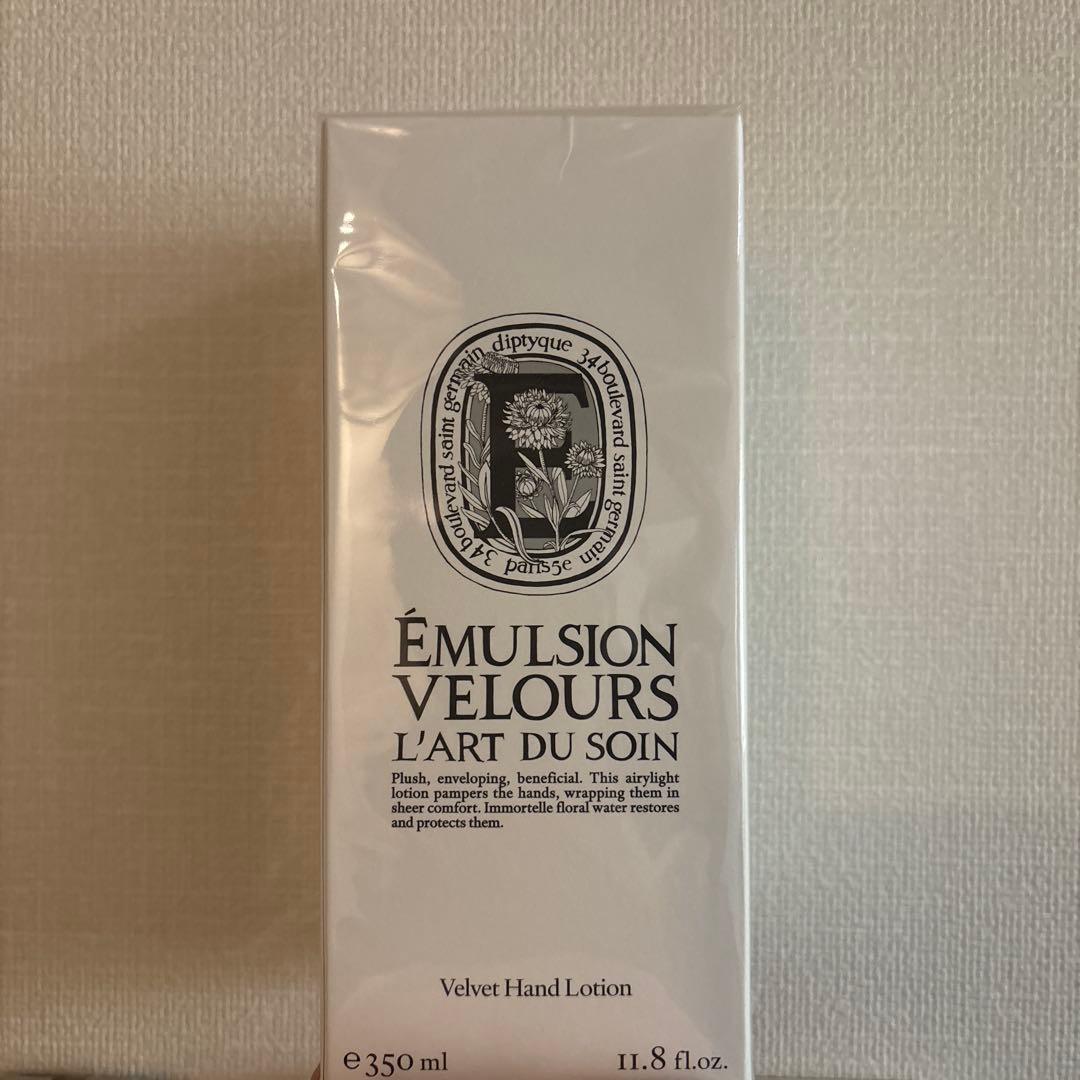 diptyque 34 boulevard saint germain paris 5e 34 boulevard saint germain
E
ÉMULSION
VELOURS
L'ART DU SOIN
Plush, enveloping, beneficial. This airylight
lotion pampers the hands, wrapping them in
sheer comfort. Immortelle floral water restores
and protects them.
Velvet Hand Lotion
℮350 ml
11.8 fl.oz.